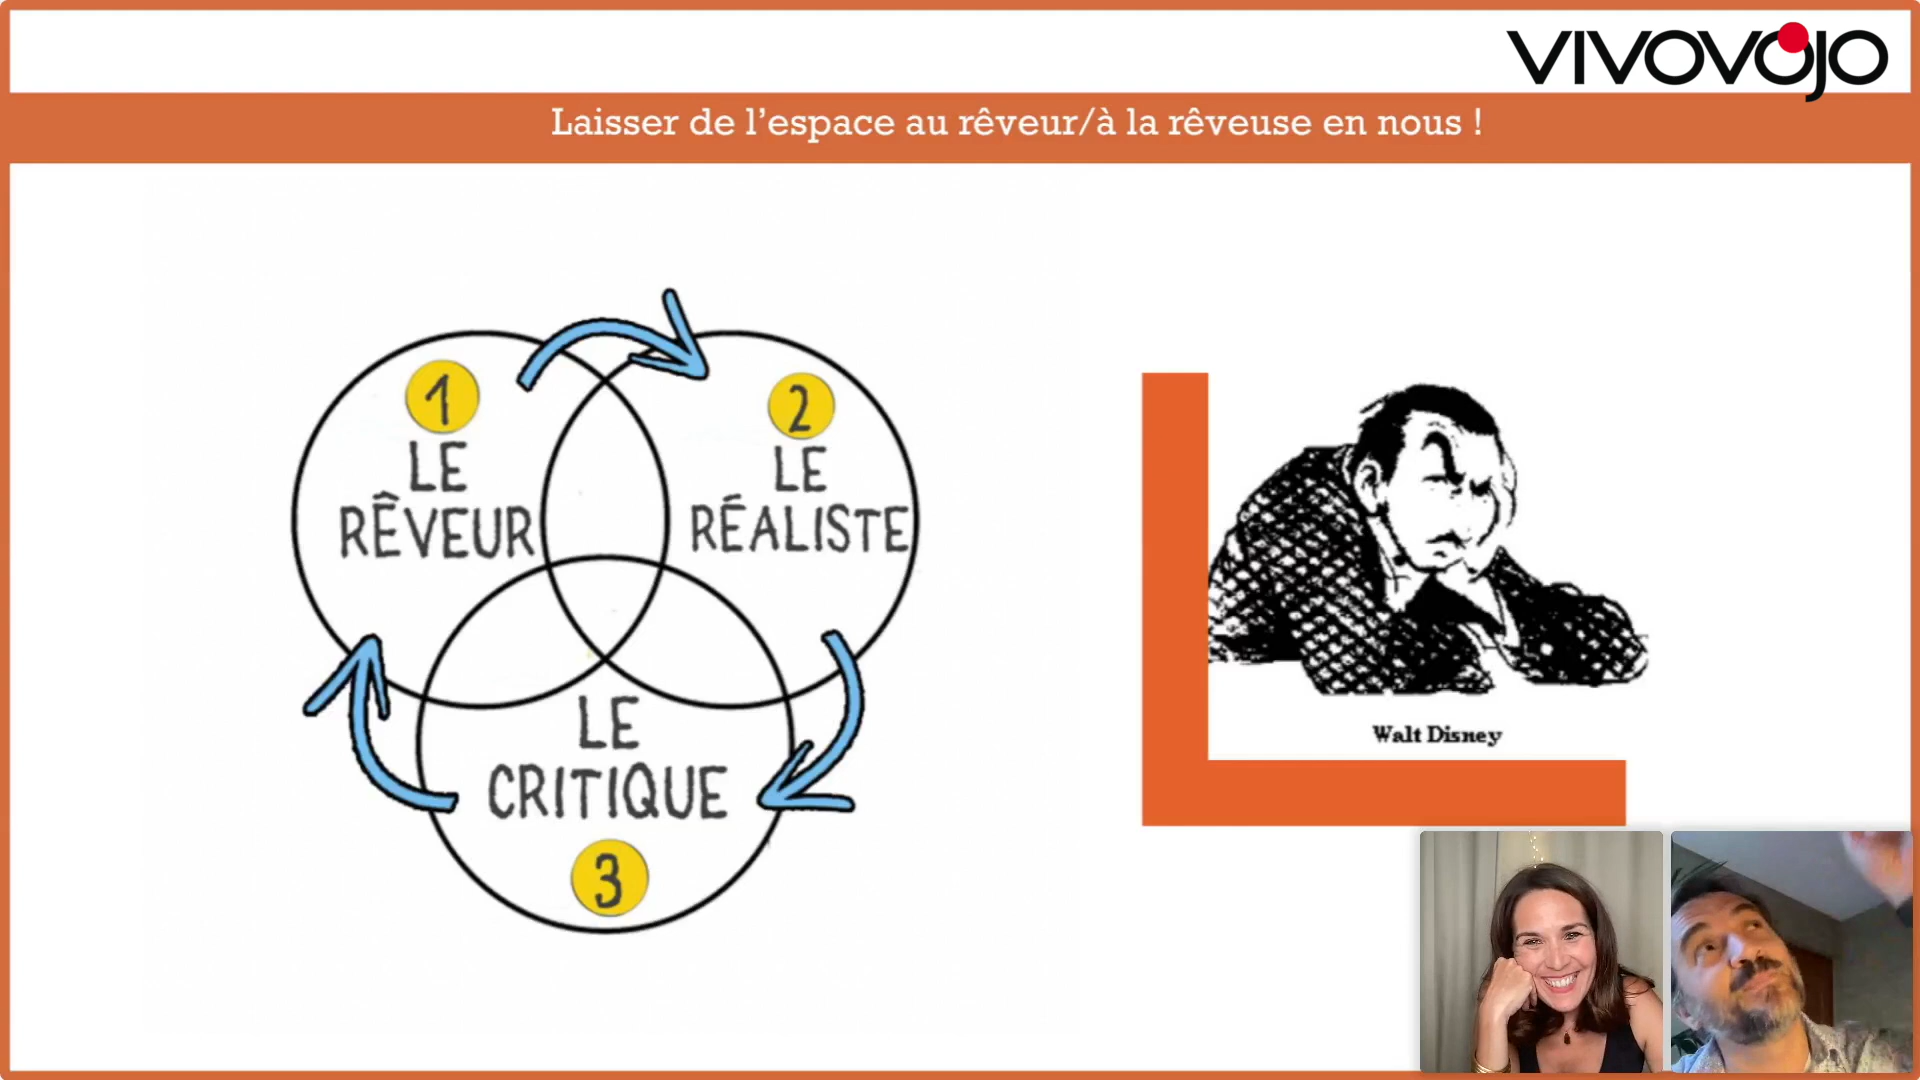 VIVOVOJO
Laisser de l’espace au rêveur/à la rêveuse en nous !
1
LE
RÊVEUR
2
LE
RÉALISTE
LE
CRITIQUE
3
Walt Disney